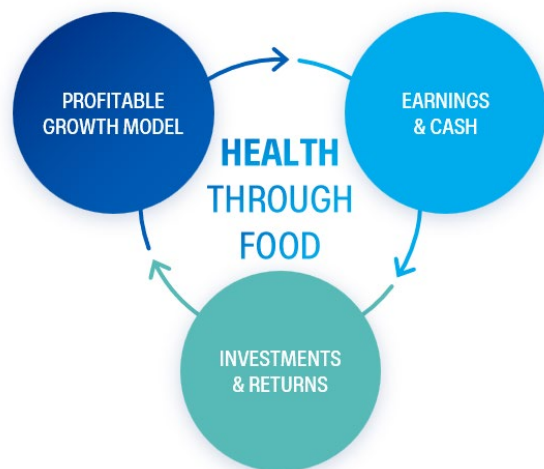 PROFITABLE
GROWTH MODEL
EARNINGS
& CASH
HEALTH
THROUGH
FOOD
INVESTMENTS
& RETURNS